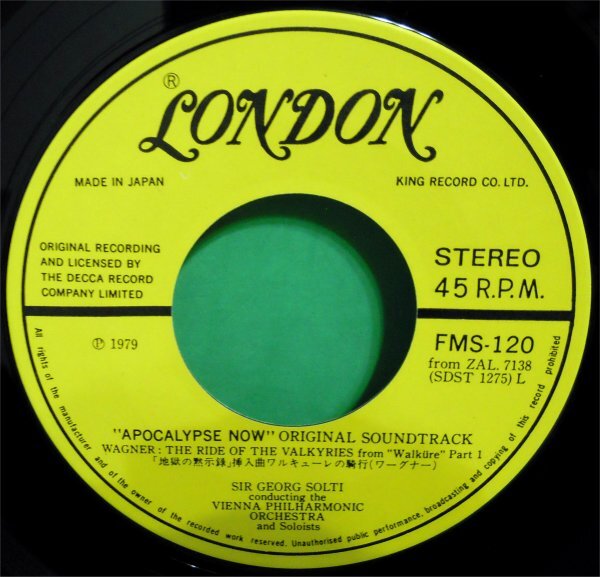 ®
LONDON
MADE IN JAPAN
KING RECORD CO. LTD.
ORIGINAL RECORDING
AND LICENSED BY
THE DECCA RECORD
COMPANY LIMITED
STEREO
45 R.P.M.
℗ 1979
FMS-120
from ZAL. 7138
(SDST 1275) L
"APOCALYPSE NOW" ORIGINAL SOUNDTRACK
WAGNER: THE RIDE OF THE VALKYRIES from "Walküre" Part 1
「地獄の黙示録」挿入曲ワルキューレの騎行(ワーグナー)
SIR GEORG SOLTI
conducting the
VIENNA PHILHARMONIC
ORCHESTRA
and Soloists
All rights of the manufacturer and of the owner of the recorded work reserved. Unauthorised public performance, broadcasting and copying of this record prohibited